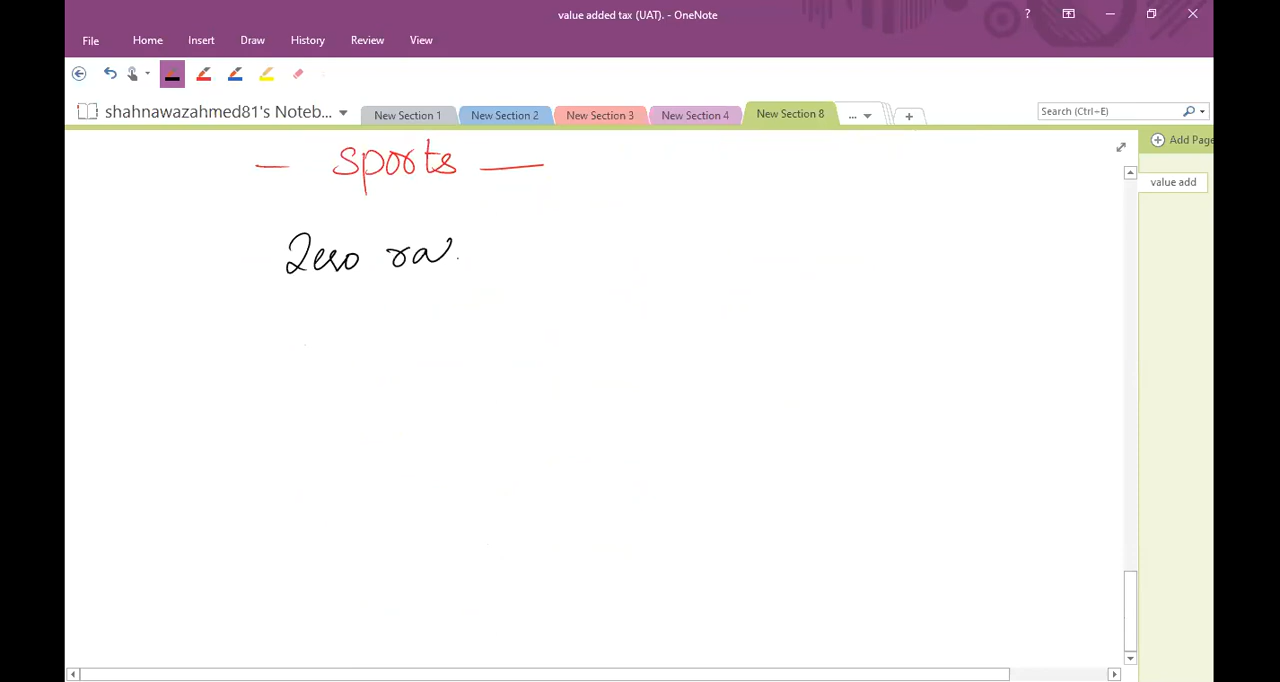 value added tax (UAT). - OneNote
?
File Home Insert Draw History Review View
shahnawazahmed81's Noteb... New Section 1 New Section 2 New Section 3 New Section 4 New Section 8 ... + Search (Ctrl+E)
Add Page
value add
— sports —
Zero ra